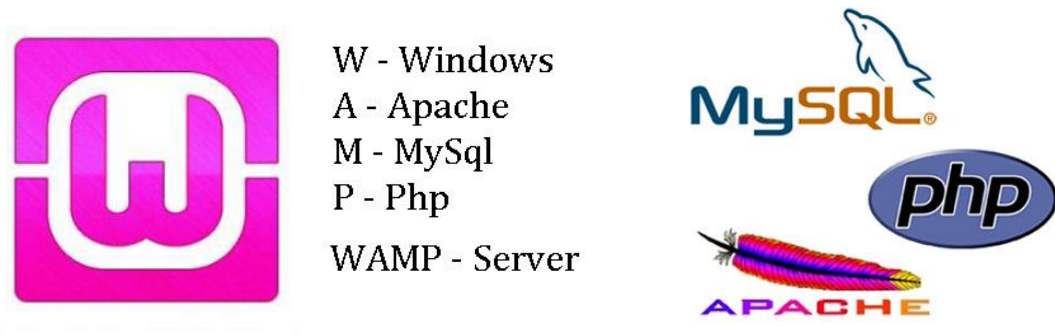 W
W - Windows
A - Apache
M - MySql
P - Php
WAMP - Server
MySQL®
php
APACHE